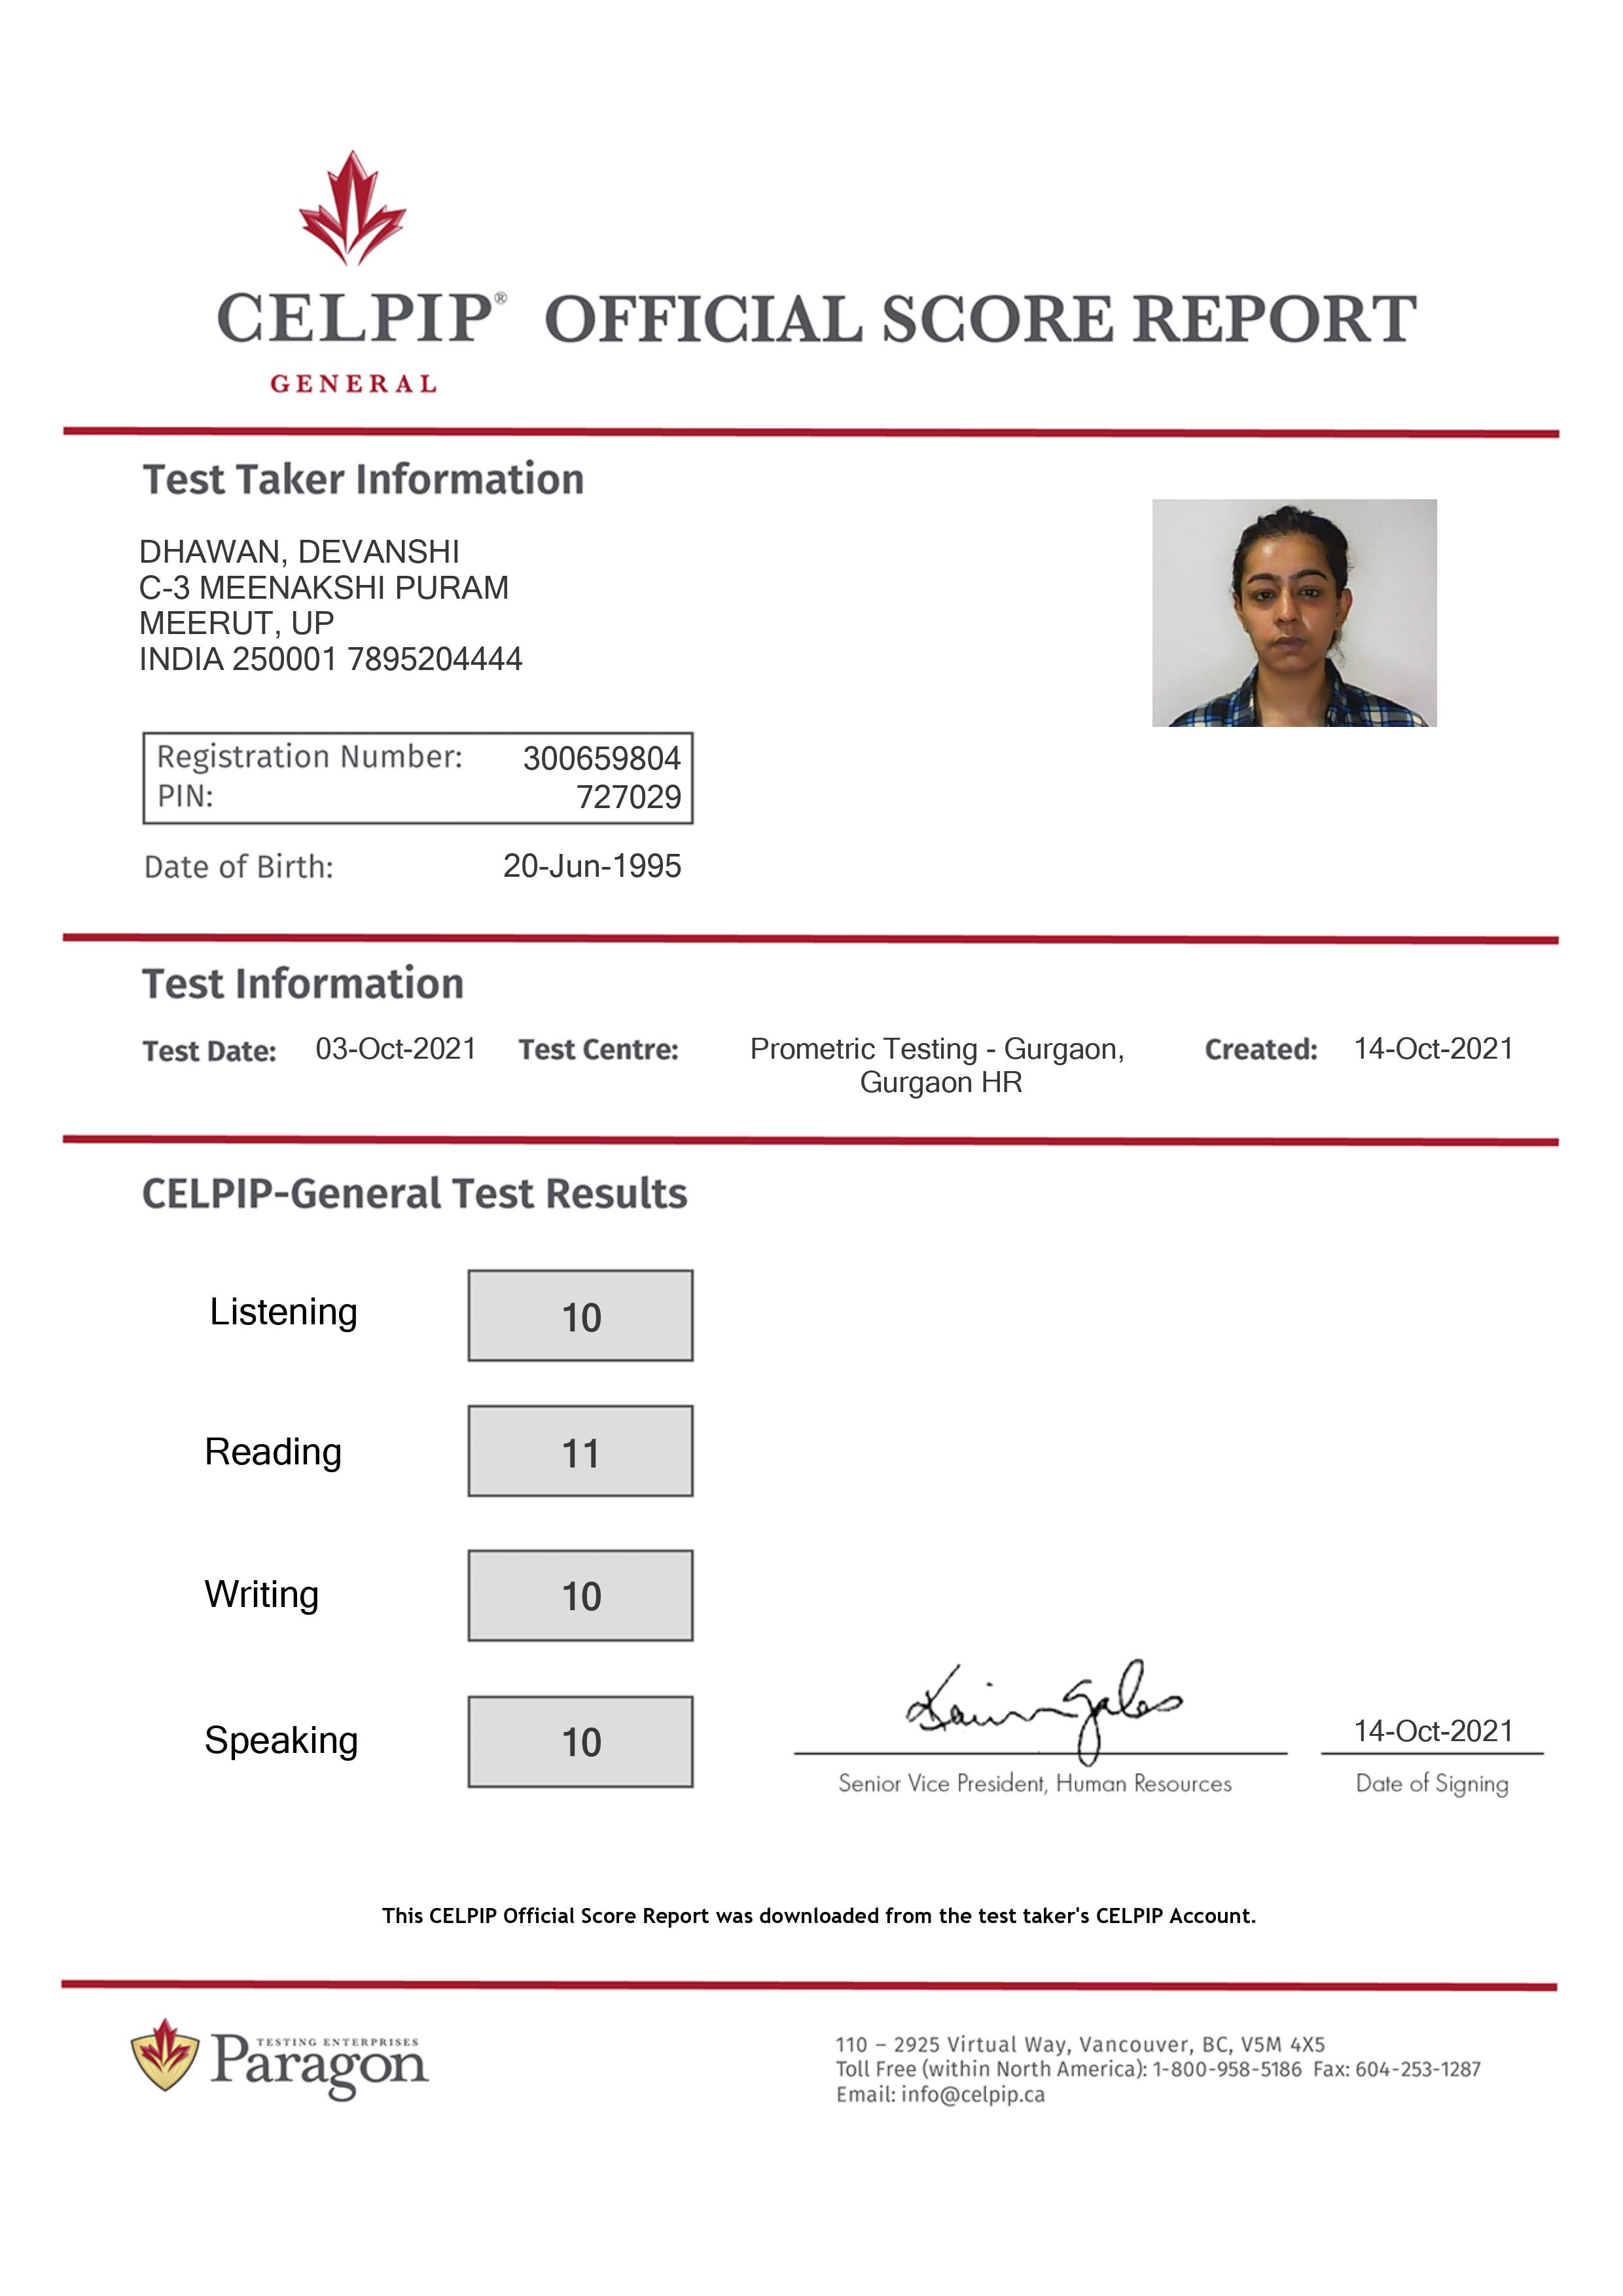 CELPIP® OFFICIAL SCORE REPORT
GENERAL
Test Taker Information
DHAWAN, DEVANSHI
C-3 MEENAKSHI PURAM
MEERUT, UP
INDIA 250001 7895204444
Registration Number: 300659804
PIN: 727029
Date of Birth: 20-Jun-1995
Test Information
Test Date: 03-Oct-2021 Test Centre: Prometric Testing - Gurgaon, Created: 14-Oct-2021
Gurgaon HR
CELPIP-General Test Results
Listening 10
Reading 11
Writing 10
Speaking 10
14-Oct-2021
Senior Vice President, Human Resources Date of Signing
This CELPIP Official Score Report was downloaded from the test taker's CELPIP Account.
TESTING ENTERPRISES
Paragon
110 – 2925 Virtual Way, Vancouver, BC, V5M 4X5
Toll Free (within North America): 1-800-958-5186 Fax: 604-253-1287
Email: info@celpip.ca